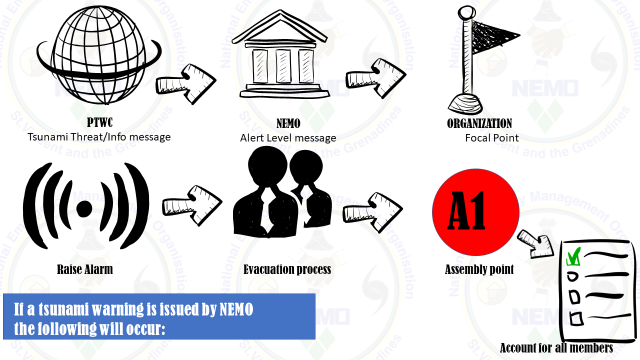 PTWC
Tsunami Threat/Info message
NEMO
Alert Level message
ORGANIZATION
Focal Point
Raise Alarm
Evacuation process
A1
Assembly point
Account for all members
If a tsunami warning is issued by NEMO
the following will occur: